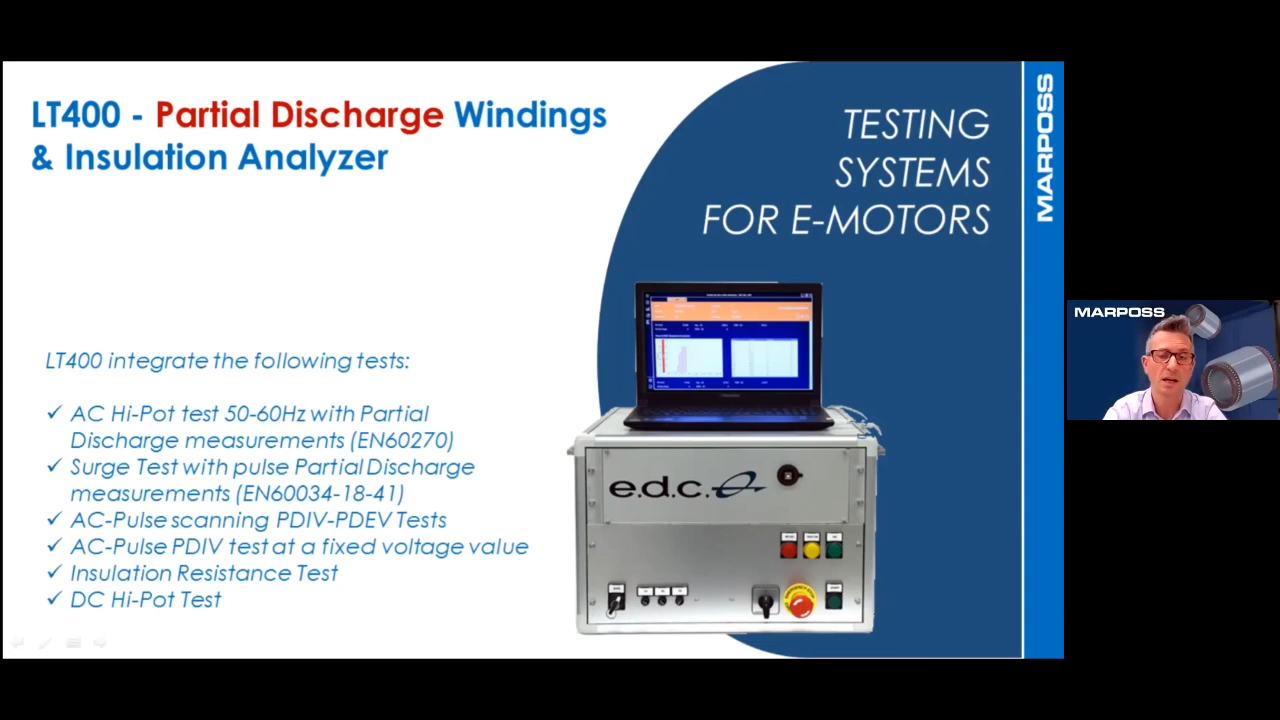 LT400 - Partial Discharge Windings
& Insulation Analyzer
TESTING
SYSTEMS
FOR E-MOTORS
MARPOSS
MARPOSS
LT400 integrate the following tests:
✓ AC Hi-Pot test 50-60Hz with Partial
Discharge measurements (EN60270)
✓ Surge Test with pulse Partial Discharge
measurements (EN60034-18-41)
✓ AC-Pulse scanning PDIV-PDEV Tests
✓ AC-Pulse PDIV test at a fixed voltage value
✓ Insulation Resistance Test
✓ DC Hi-Pot Test
e.d.c.